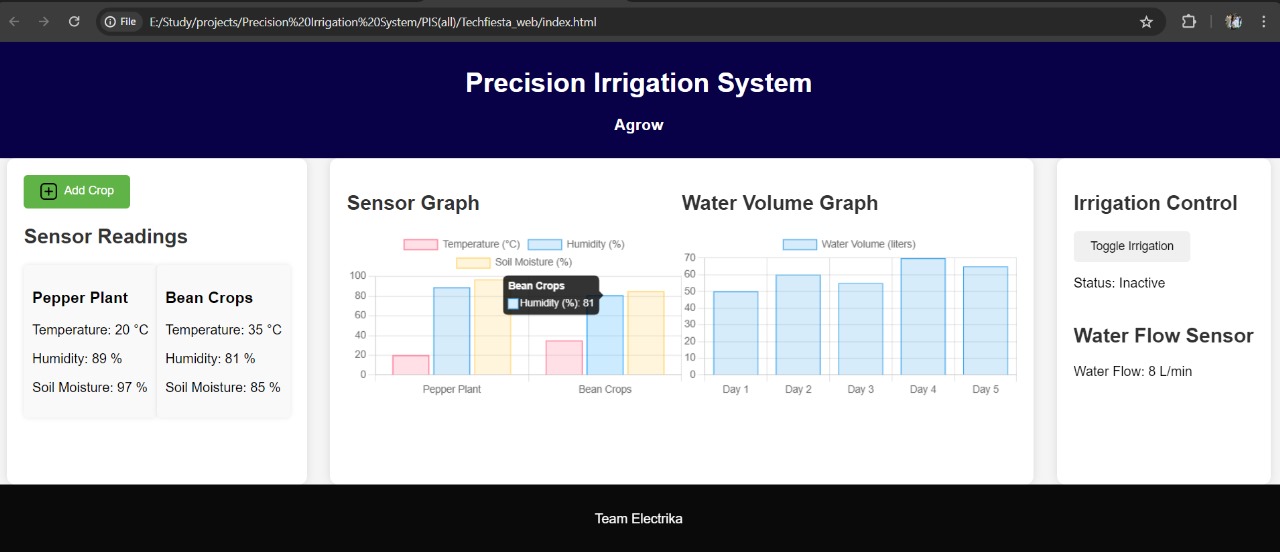 File E:/Study/projects/Precision%20Irrigation%20System/PIS(all)/Techfiesta_web/index.html
Precision Irrigation System
Agrow
Add Crop
Sensor Readings
Pepper Plant
Temperature: 20 °C
Humidity: 89 %
Soil Moisture: 97 %
Bean Crops
Temperature: 35 °C
Humidity: 81 %
Soil Moisture: 85 %
Sensor Graph
Temperature (°C) Humidity (%)
Soil Moisture (%)
100
80
60
40
20
0
Bean Crops
Humidity (%): 81
Pepper Plant Bean Crops
Water Volume Graph
Water Volume (liters)
70
60
50
40
30
20
10
0
Day 1 Day 2 Day 3 Day 4 Day 5
Irrigation Control
Toggle Irrigation
Status: Inactive
Water Flow Sensor
Water Flow: 8 L/min
Team Electrika